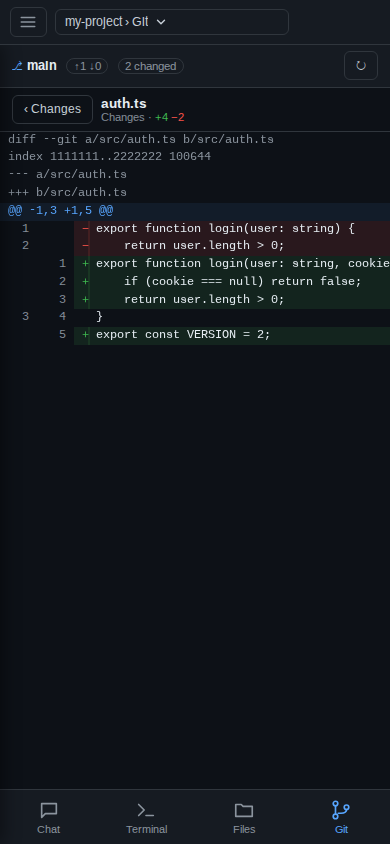 my-project › Git
main ↑1 ↓0 2 changed
‹ Changes auth.ts
Changes · +4 −2
diff --git a/src/auth.ts b/src/auth.ts
index 1111111..2222222 100644
--- a/src/auth.ts
+++ b/src/auth.ts
@@ -1,3 +1,5 @@
1 − export function login(user: string) {
2 − return user.length > 0;
1 + export function login(user: string, cookie
2 + if (cookie === null) return false;
3 + return user.length > 0;
3 4 }
5 + export const VERSION = 2;
Chat Terminal Files Git